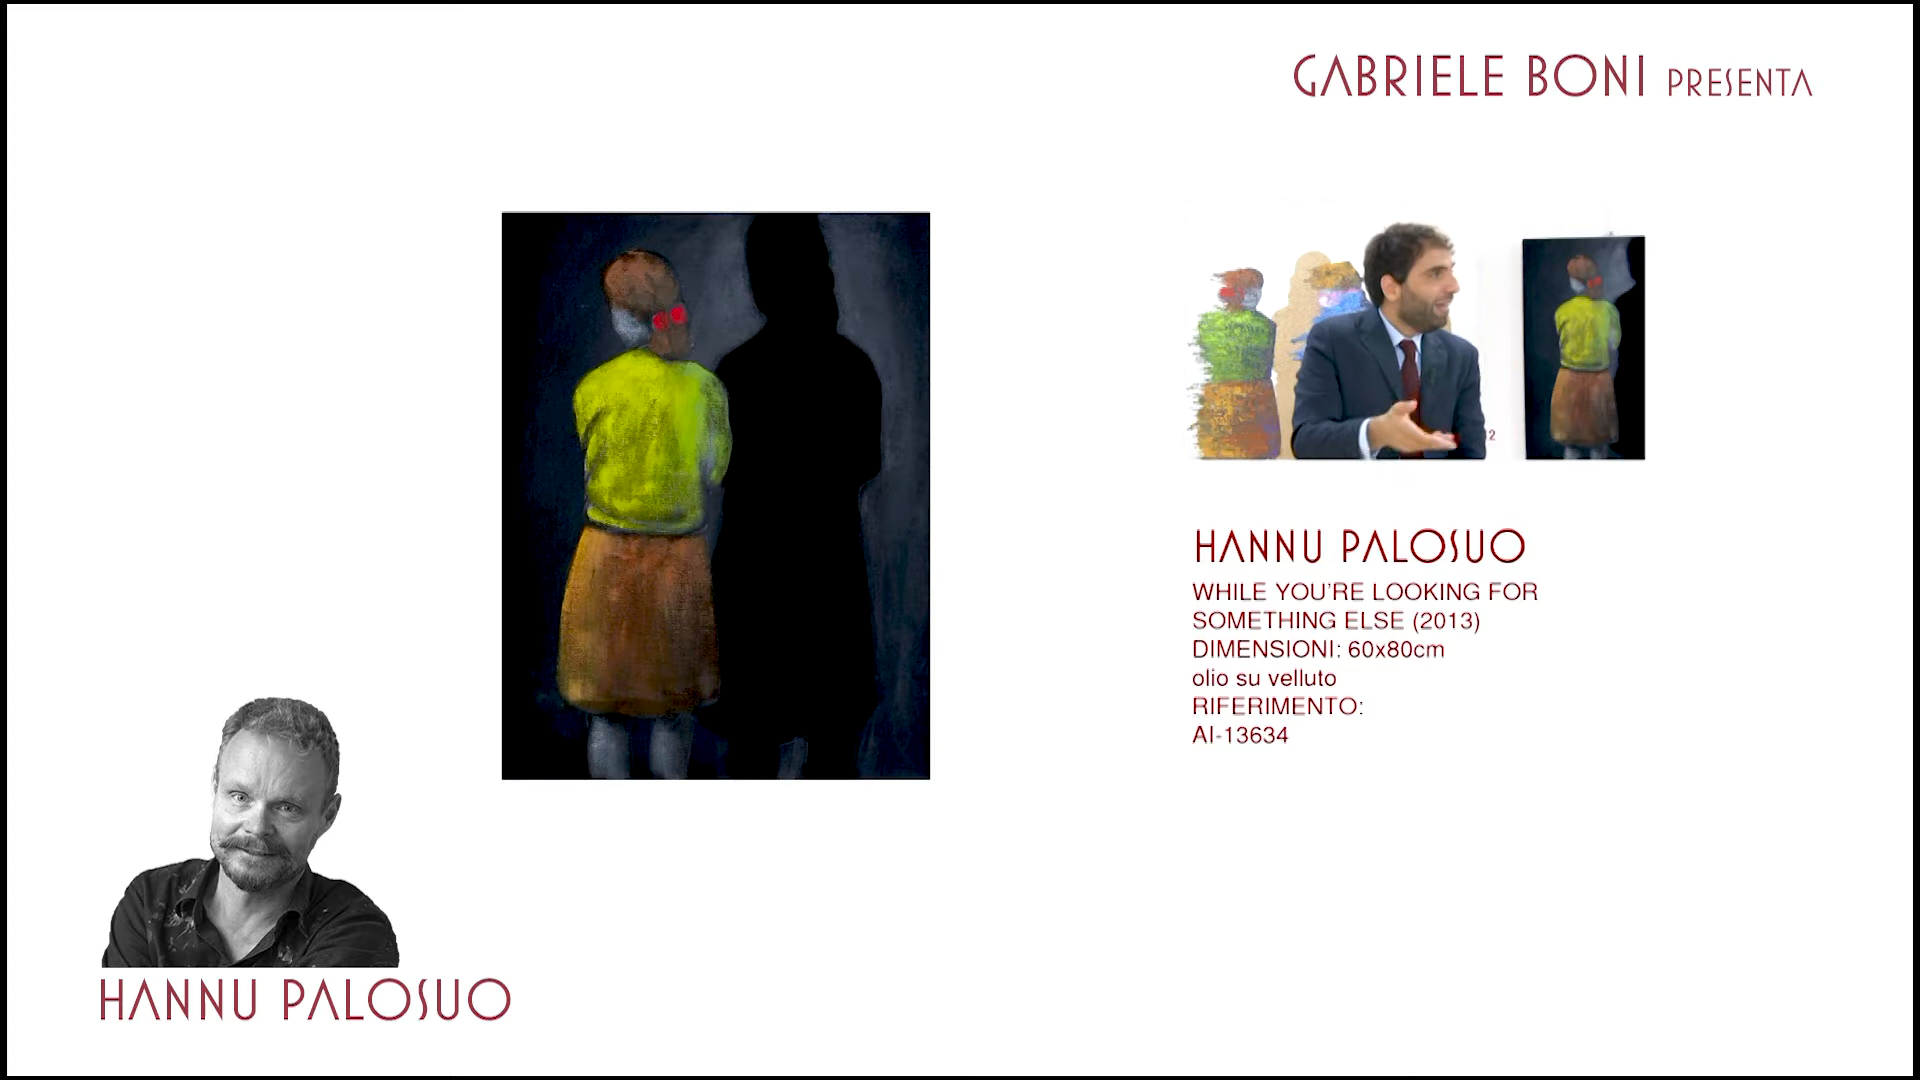 GABRIELE BONI PRESENTA
2
HANNU PALOSUO
WHILE YOU'RE LOOKING FOR
SOMETHING ELSE (2013)
DIMENSIONI: 60x80cm
olio su velluto
RIFERIMENTO:
AI-13634
HANNU PALOSUO